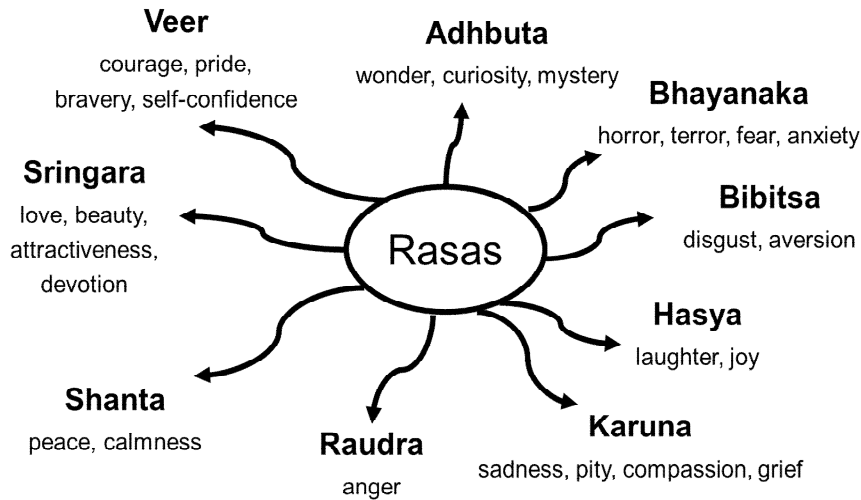 Veer
courage, pride,
bravery, self-confidence
Adhbuta
wonder, curiosity, mystery
Bhayanaka
horror, terror, fear, anxiety
Sringara
love, beauty,
attractiveness,
devotion
Rasas
Bibitsa
disgust, aversion
Hasya
laughter, joy
Shanta
peace, calmness
Raudra
anger
Karuna
sadness, pity, compassion, grief